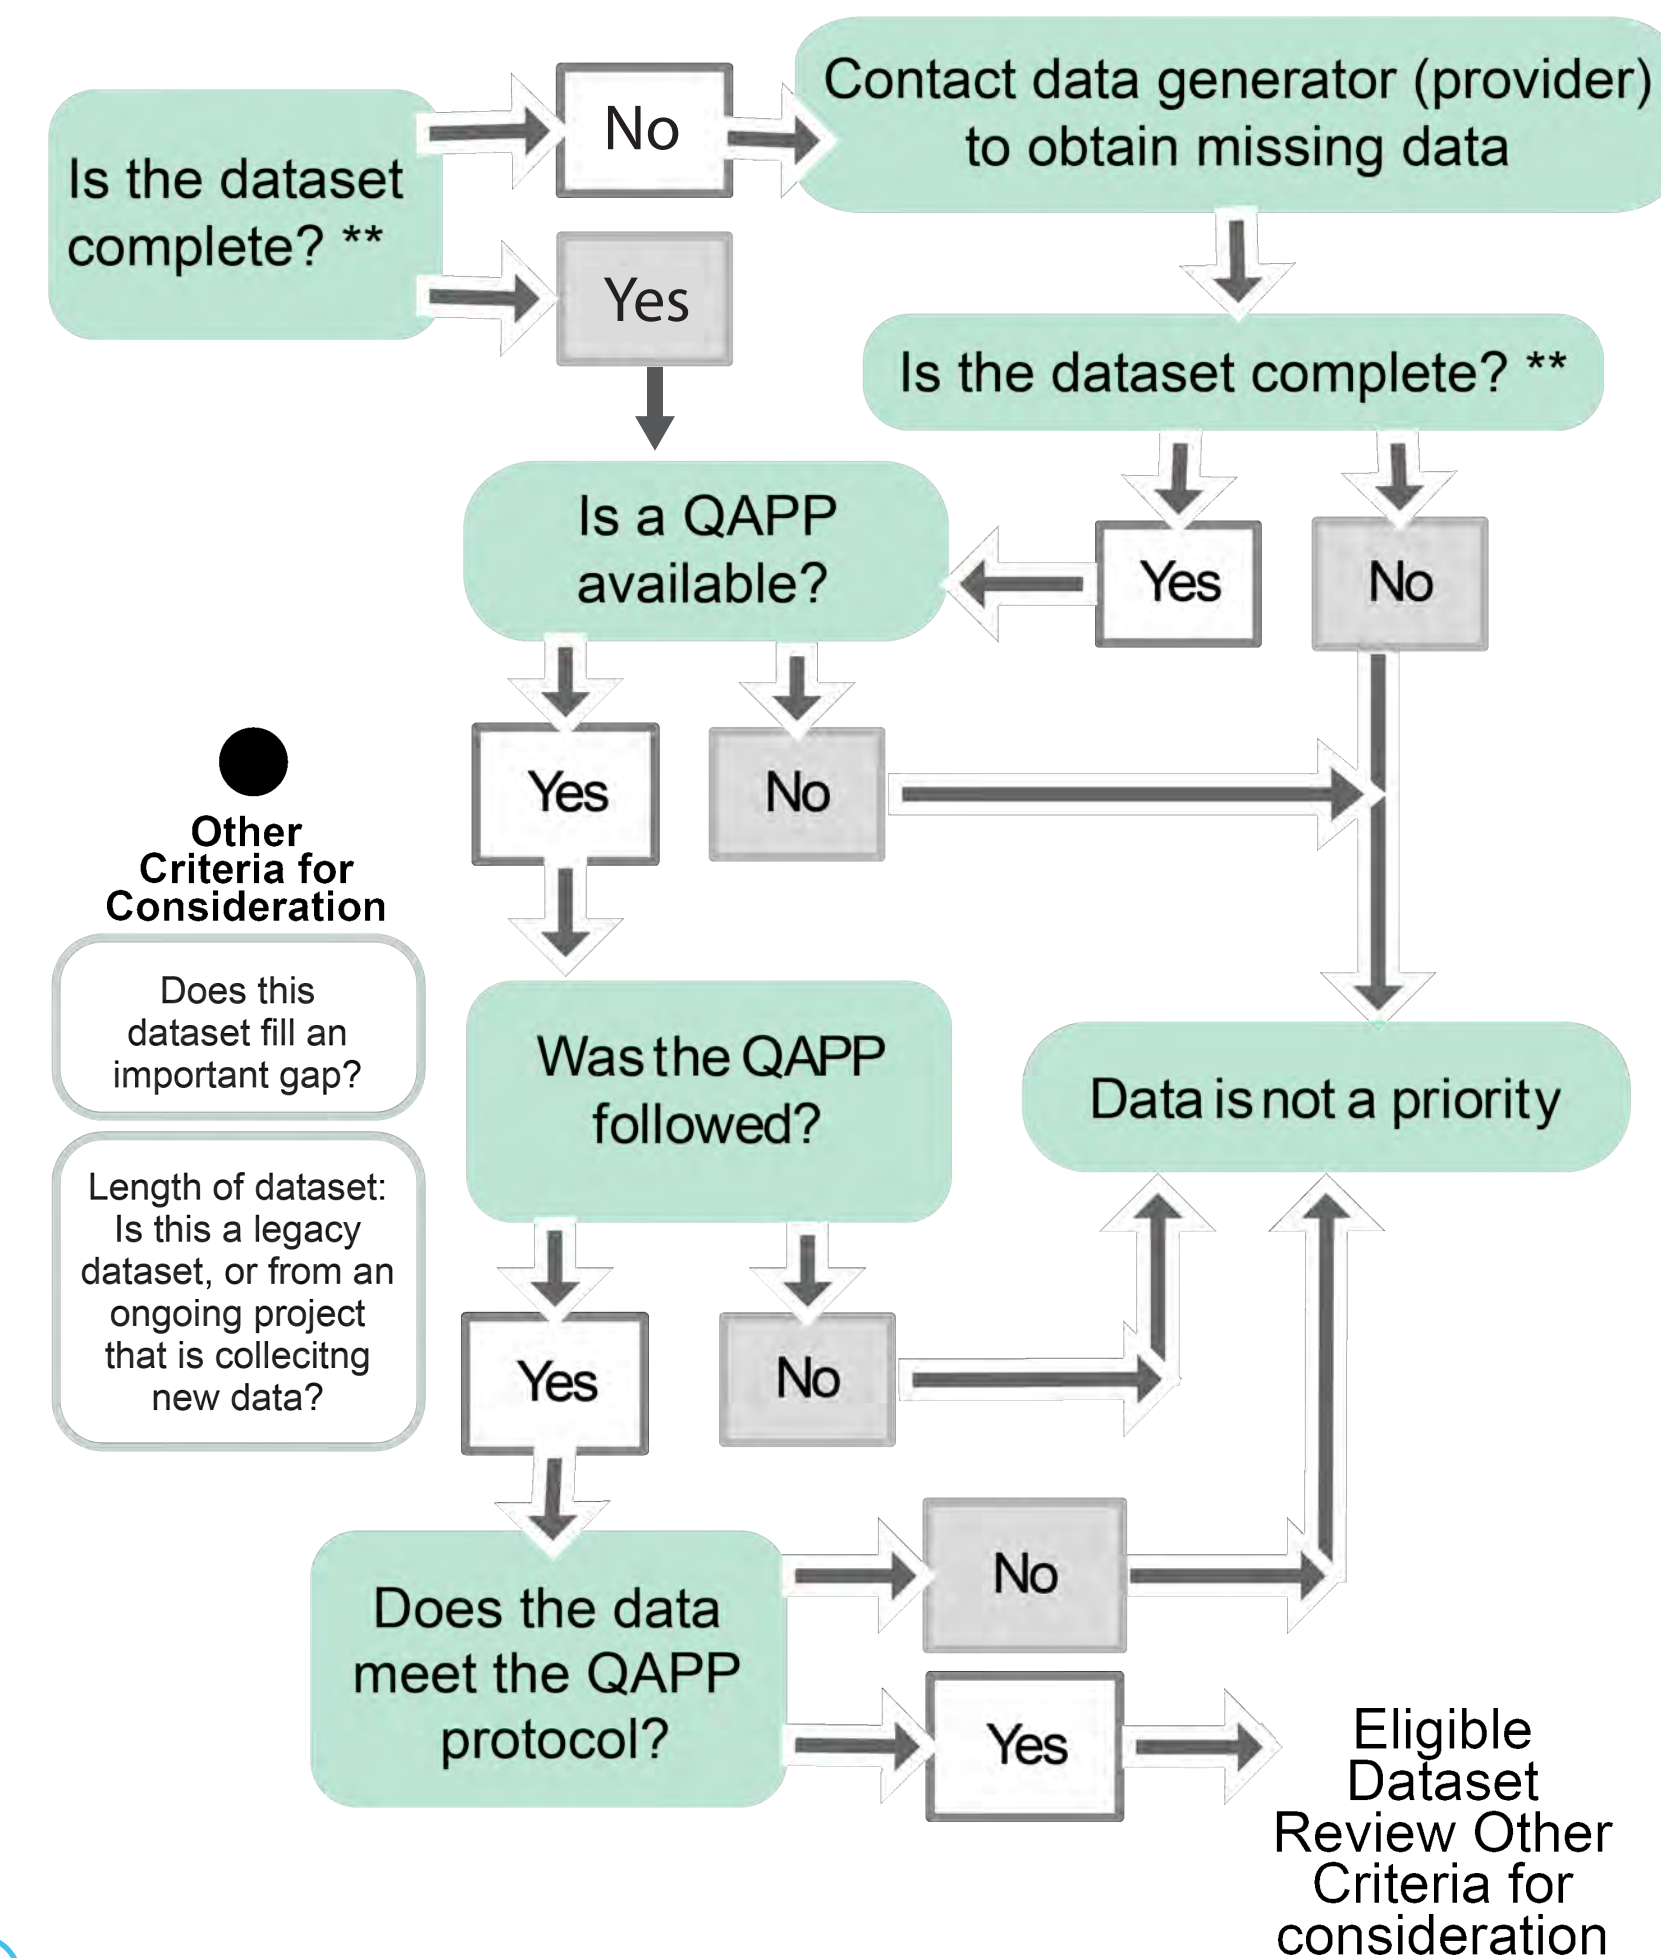 Is the dataset
complete? **
No
Contact data generator (provider)
to obtain missing data
Yes
Is the dataset complete? **
Is a QAPP
available?
Yes
No
Yes
No
Other
Criteria for
Consideration
Does this
dataset fill an
important gap?
Length of dataset:
Is this a legacy
dataset, or from an
ongoing project
that is collecitng
new data?
Was the QAPP
followed?
Data is not a priority
Yes
No
Does the data
meet the QAPP
protocol?
No
Yes
Eligible
Dataset
Review Other
Criteria for
consideration